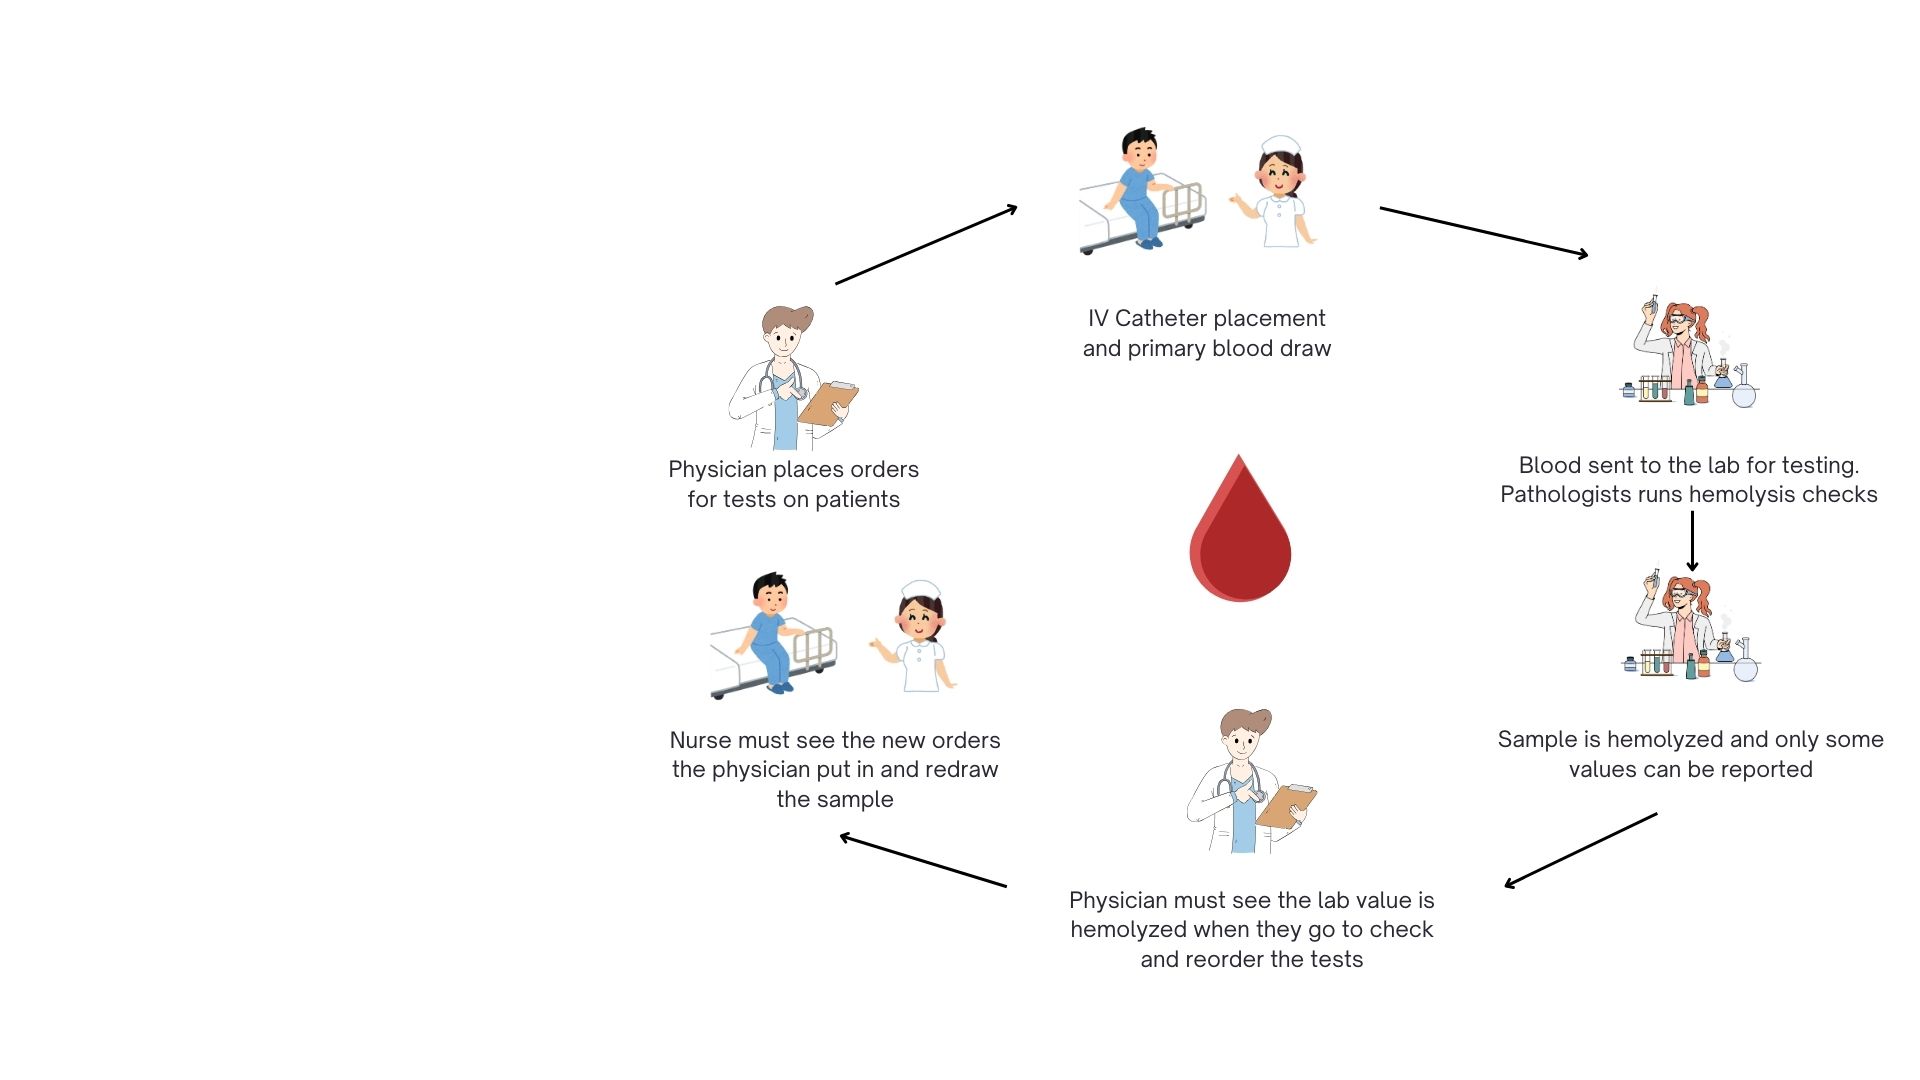 Physician places orders
for tests on patients
IV Catheter placement
and primary blood draw
Blood sent to the lab for testing.
Pathologists runs hemolysis checks
Sample is hemolyzed and only some
values can be reported
Physician must see the lab value is
hemolyzed when they go to check
and reorder the tests
Nurse must see the new orders
the physician put in and redraw
the sample